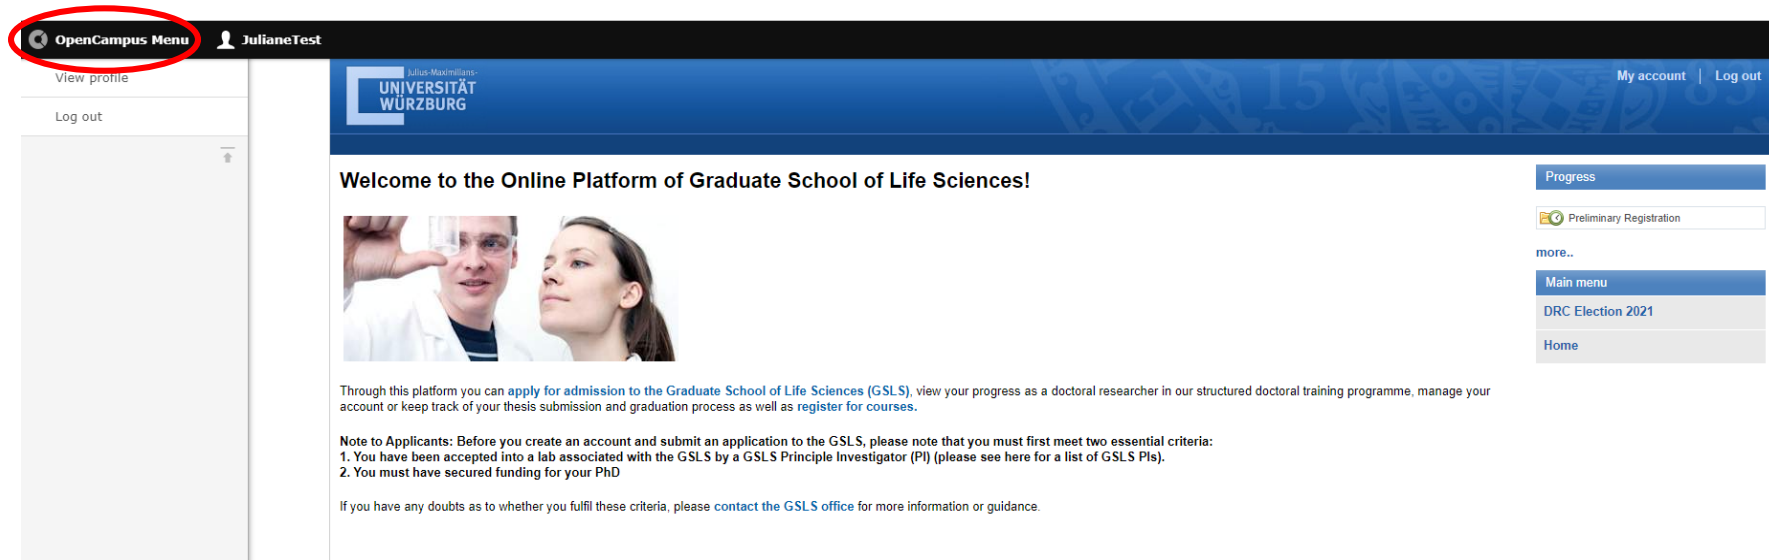 OpenCampus Menu JulianeTest
View profile
Log out
Julius-Maximilians-
UNIVERSITÄT
WÜRZBURG
My account | Log out
Welcome to the Online Platform of Graduate School of Life Sciences!
Through this platform you can apply for admission to the Graduate School of Life Sciences (GSLS), view your progress as a doctoral researcher in our structured doctoral training programme, manage your
account or keep track of your thesis submission and graduation process as well as register for courses.
Note to Applicants: Before you create an account and submit an application to the GSLS, please note that you must first meet two essential criteria:
1. You have been accepted into a lab associated with the GSLS by a GSLS Principle Investigator (PI) (please see here for a list of GSLS PIs).
2. You must have secured funding for your PhD
If you have any doubts as to whether you fulfil these criteria, please contact the GSLS office for more information or guidance.
Progress
Preliminary Registration
more..
Main menu
DRC Election 2021
Home